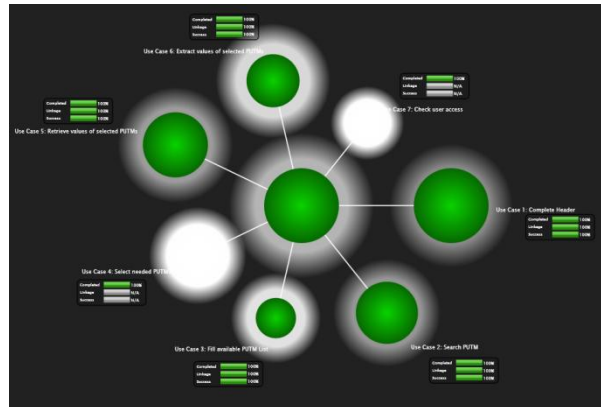 Completed 100%
Linkage 100%
Success 100%
Use Case 6: Extract values of selected PUTMs
Completed 100%
Linkage N/A
Success N/A
Use Case 7: Check user access
Completed 100%
Linkage 100%
Success 100%
Use Case 5: Retrieve values of selected PUTMs
Use Case 1: Complete Header
Completed 100%
Linkage 100%
Success 100%
Use Case 4: Select needed PUTM
Completed 100%
Linkage N/A
Success N/A
Use Case 3: Fill available PUTM List
Completed 100%
Linkage 100%
Success 100%
Use Case 2: Search PUTM
Completed 100%
Linkage 100%
Success 100%